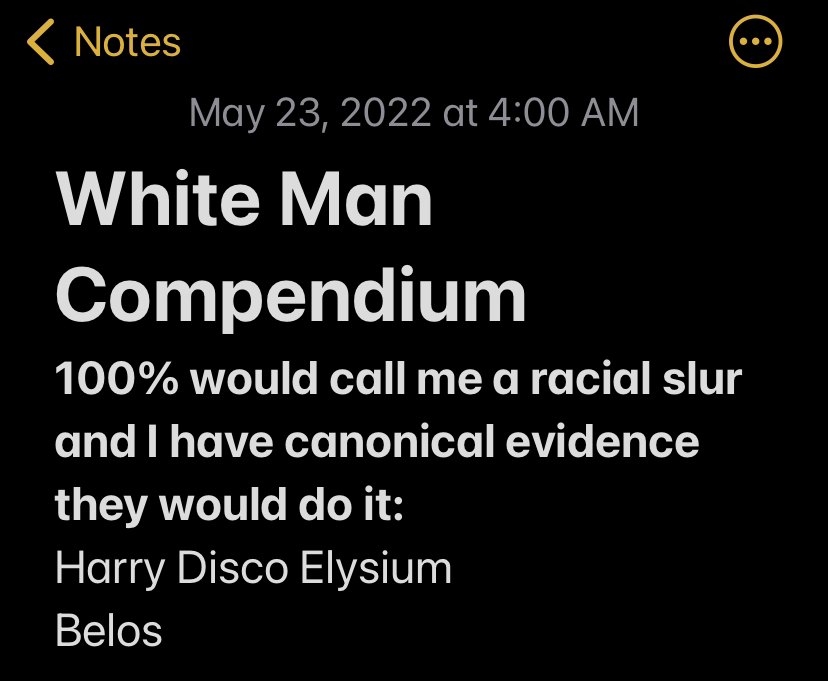 Notes
May 23, 2022 at 4:00 AM
White Man
Compendium
100% would call me a racial slur
and I have canonical evidence
they would do it:
Harry Disco Elysium
Belos